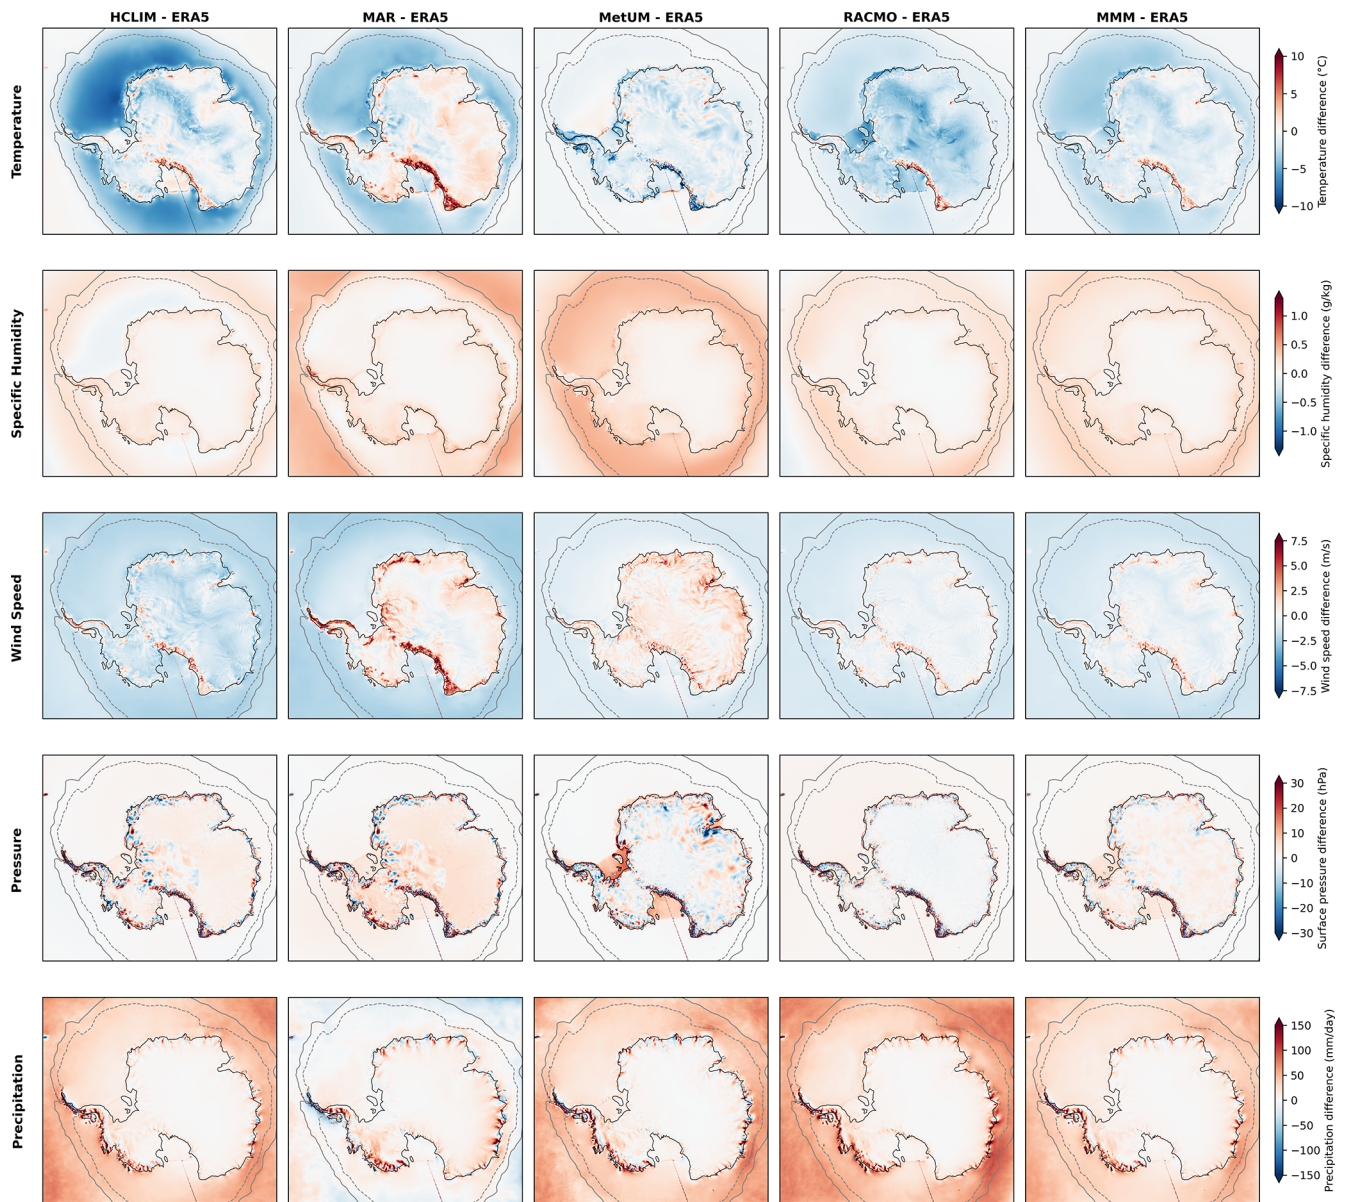 HCLIM - ERA5
MAR - ERA5
MetUM - ERA5
RACMO - ERA5
MMM - ERA5
Temperature
10
5
0
−5
−10
Temperature difference (°C)
Specific Humidity
1.0
0.5
0.0
−0.5
−1.0
Specific humidity difference (g/kg)
Wind Speed
7.5
5.0
2.5
0.0
−2.5
−5.0
−7.5
Wind speed difference (m/s)
Pressure
30
20
10
0
−10
−20
−30
Surface pressure difference (hPa)
Precipitation
150
100
50
0
−50
−100
−150
Precipitation difference (mm/day)